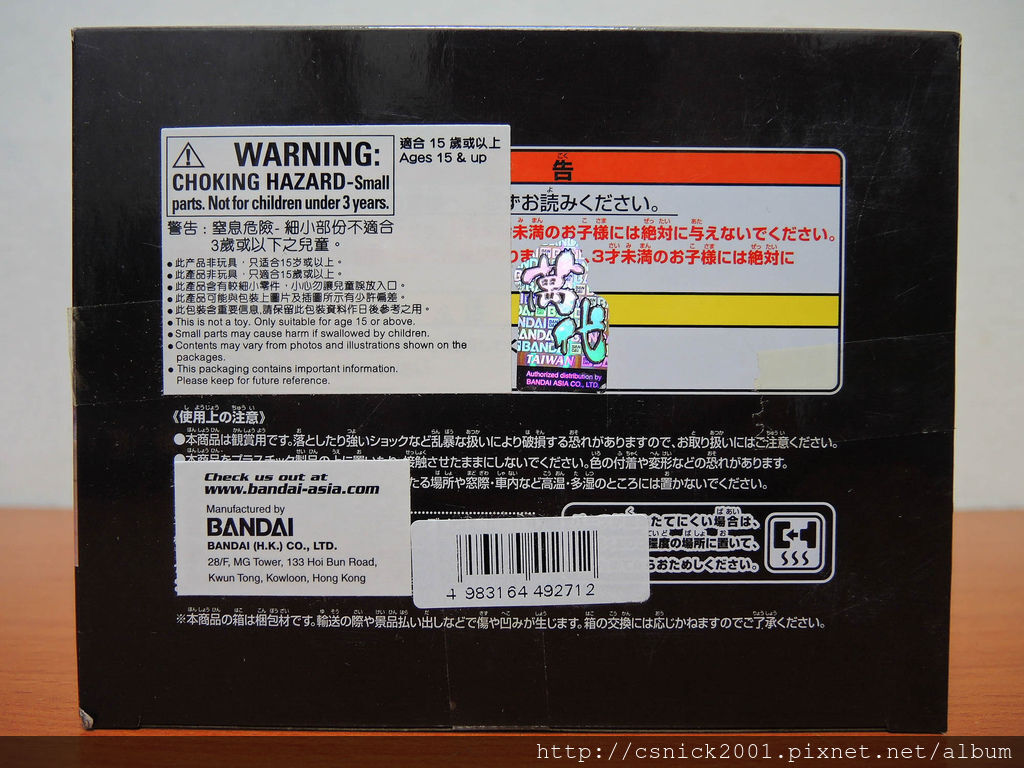 WARNING:
CHOKING HAZARD-Small
parts. Not for children under 3 years.
適合 15 歲或以上
Ages 15 & up
警告 : 窒息危險 - 細小部份不適合
3歲或以下之兒童。
• 此产品非玩具，只适合15岁或以上。
• 此產品非玩具，只適合15歲或以上。
• 此產品含有較細小零件，小心勿讓兒童誤放入口。
• 此產品可能與包裝上圖片及插圖所示有少許偏差。
• 此包裝含重要信息,請保留此包裝資料作日後參考之用。
• This is not a toy. Only suitable for age 15 or above.
• Small parts may cause harm if swallowed by children.
• Contents may vary from photos and illustrations shown on the
packages.
• This packaging contains important information.
Please keep for future reference.
告
ずお読みください。
未満のお子様には絶対に与えないでください。
3才未満のお子様には絶対に
萬代
BANDAI
TAIWAN
Authorized distribution by
BANDAI ASIA CO., LTD.
《使用上の注意》
●本商品は観賞用です。落としたり強いショックなど乱暴な扱いにより破損する恐れがありますので、お取り扱いにはご注意ください。
接触させたままにしないでください。色の付着や変形などの恐れがあります。
たる場所や窓際・車内など高温・多湿のところには置かないでください。
Check us out at
www.bandai-asia.com
Manufactured by
BANDAI
BANDAI (H.K.) CO., LTD.
28/F, MG Tower, 133 Hoi Bun Road,
Kwun Tong, Kowloon, Hong Kong
たてにくい場合は、
程度の場所に置いて、
らおためしください。
4 983164 492712
※本商品の箱は梱包材です。輸送の際や景品払い出しなどで傷や凹みが生じます。箱の交換には応じかねますのでご了承ください。
http://csnick2001.pixnet.net/album